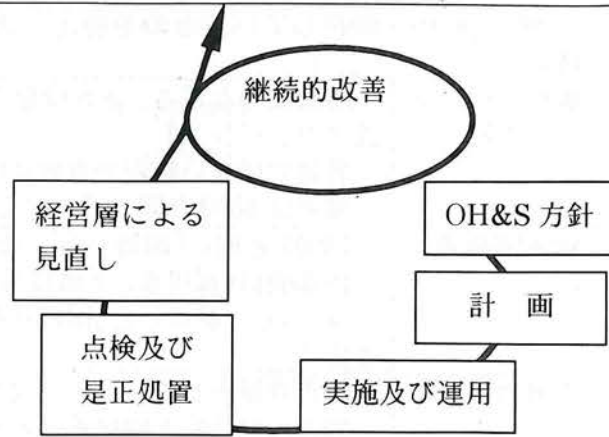 継続的改善
経営層による
見直し
OH&S 方針
計　画
点検及び
是正処置
実施及び運用